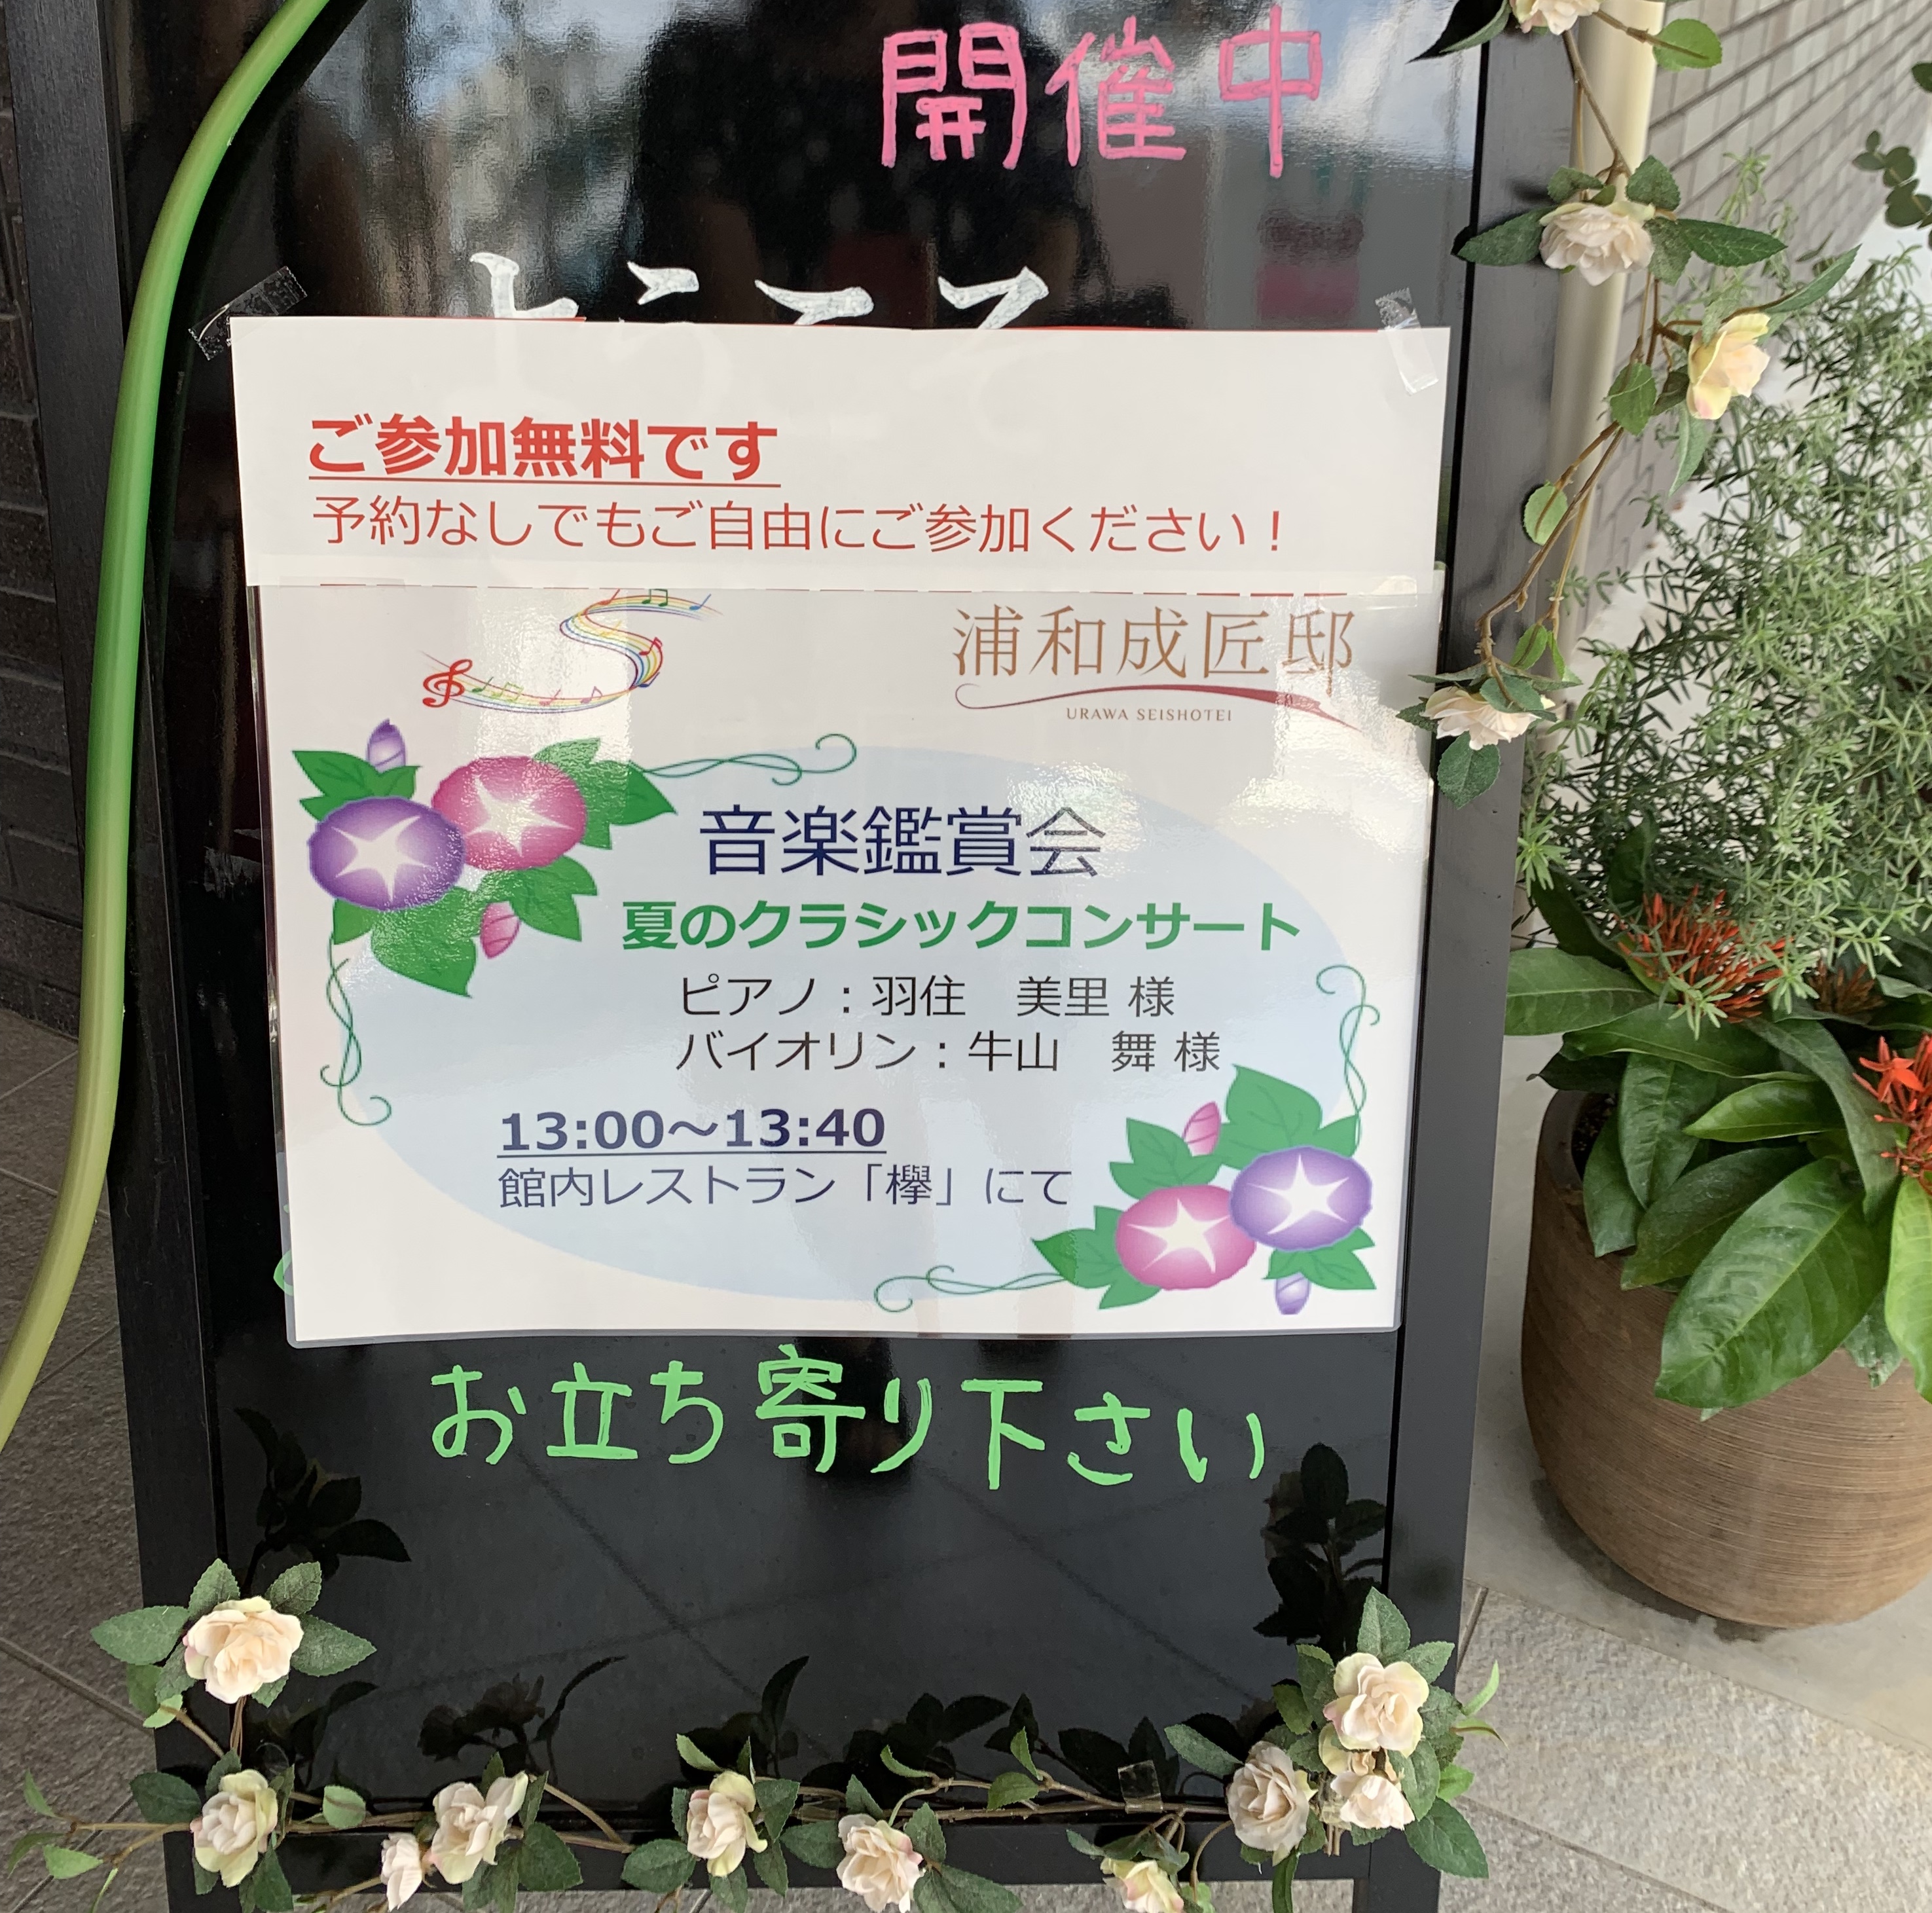 開催中
ようこそ
ご参加無料です
予約なしでもご自由にご参加ください！
浦和成匠邸
URAWA SEISHOTEI
音楽鑑賞会
夏のクラシックコンサート
ピアノ：羽住　美里 様
バイオリン：牛山　舞 様
13:00～13:40
館内レストラン「欅」にて
お立ち寄り下さい